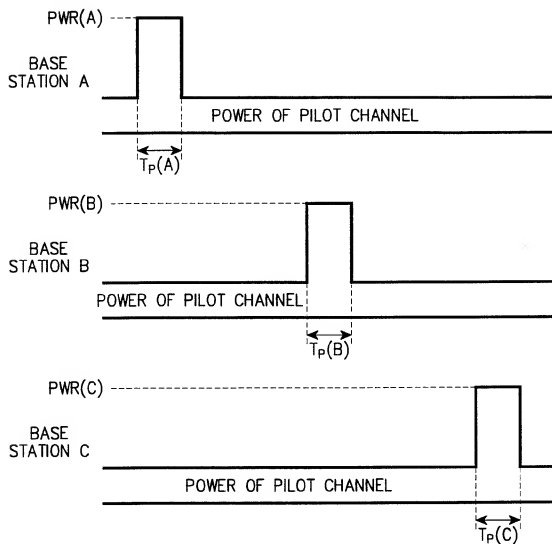 PWR(A)
BASE
STATION A
POWER OF PILOT CHANNEL
TP(A)
PWR(B)
BASE
STATION B
POWER OF PILOT CHANNEL
TP(B)
PWR(C)
BASE
STATION C
POWER OF PILOT CHANNEL
TP(C)